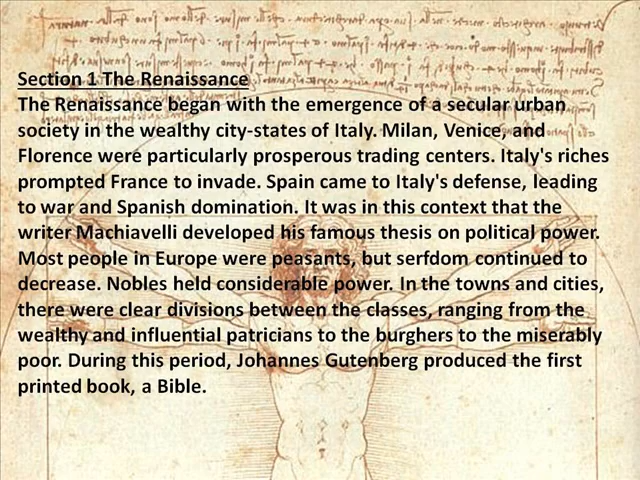 Section 1 The Renaissance
The Renaissance began with the emergence of a secular urban
society in the wealthy city-states of Italy. Milan, Venice, and
Florence were particularly prosperous trading centers. Italy's riches
prompted France to invade. Spain came to Italy's defense, leading
to war and Spanish domination. It was in this context that the
writer Machiavelli developed his famous thesis on political power.
Most people in Europe were peasants, but serfdom continued to
decrease. Nobles held considerable power. In the towns and cities,
there were clear divisions between the classes, ranging from the
wealthy and influential patricians to the burghers to the miserably
poor. During this period, Johannes Gutenberg produced the first
printed book, a Bible.